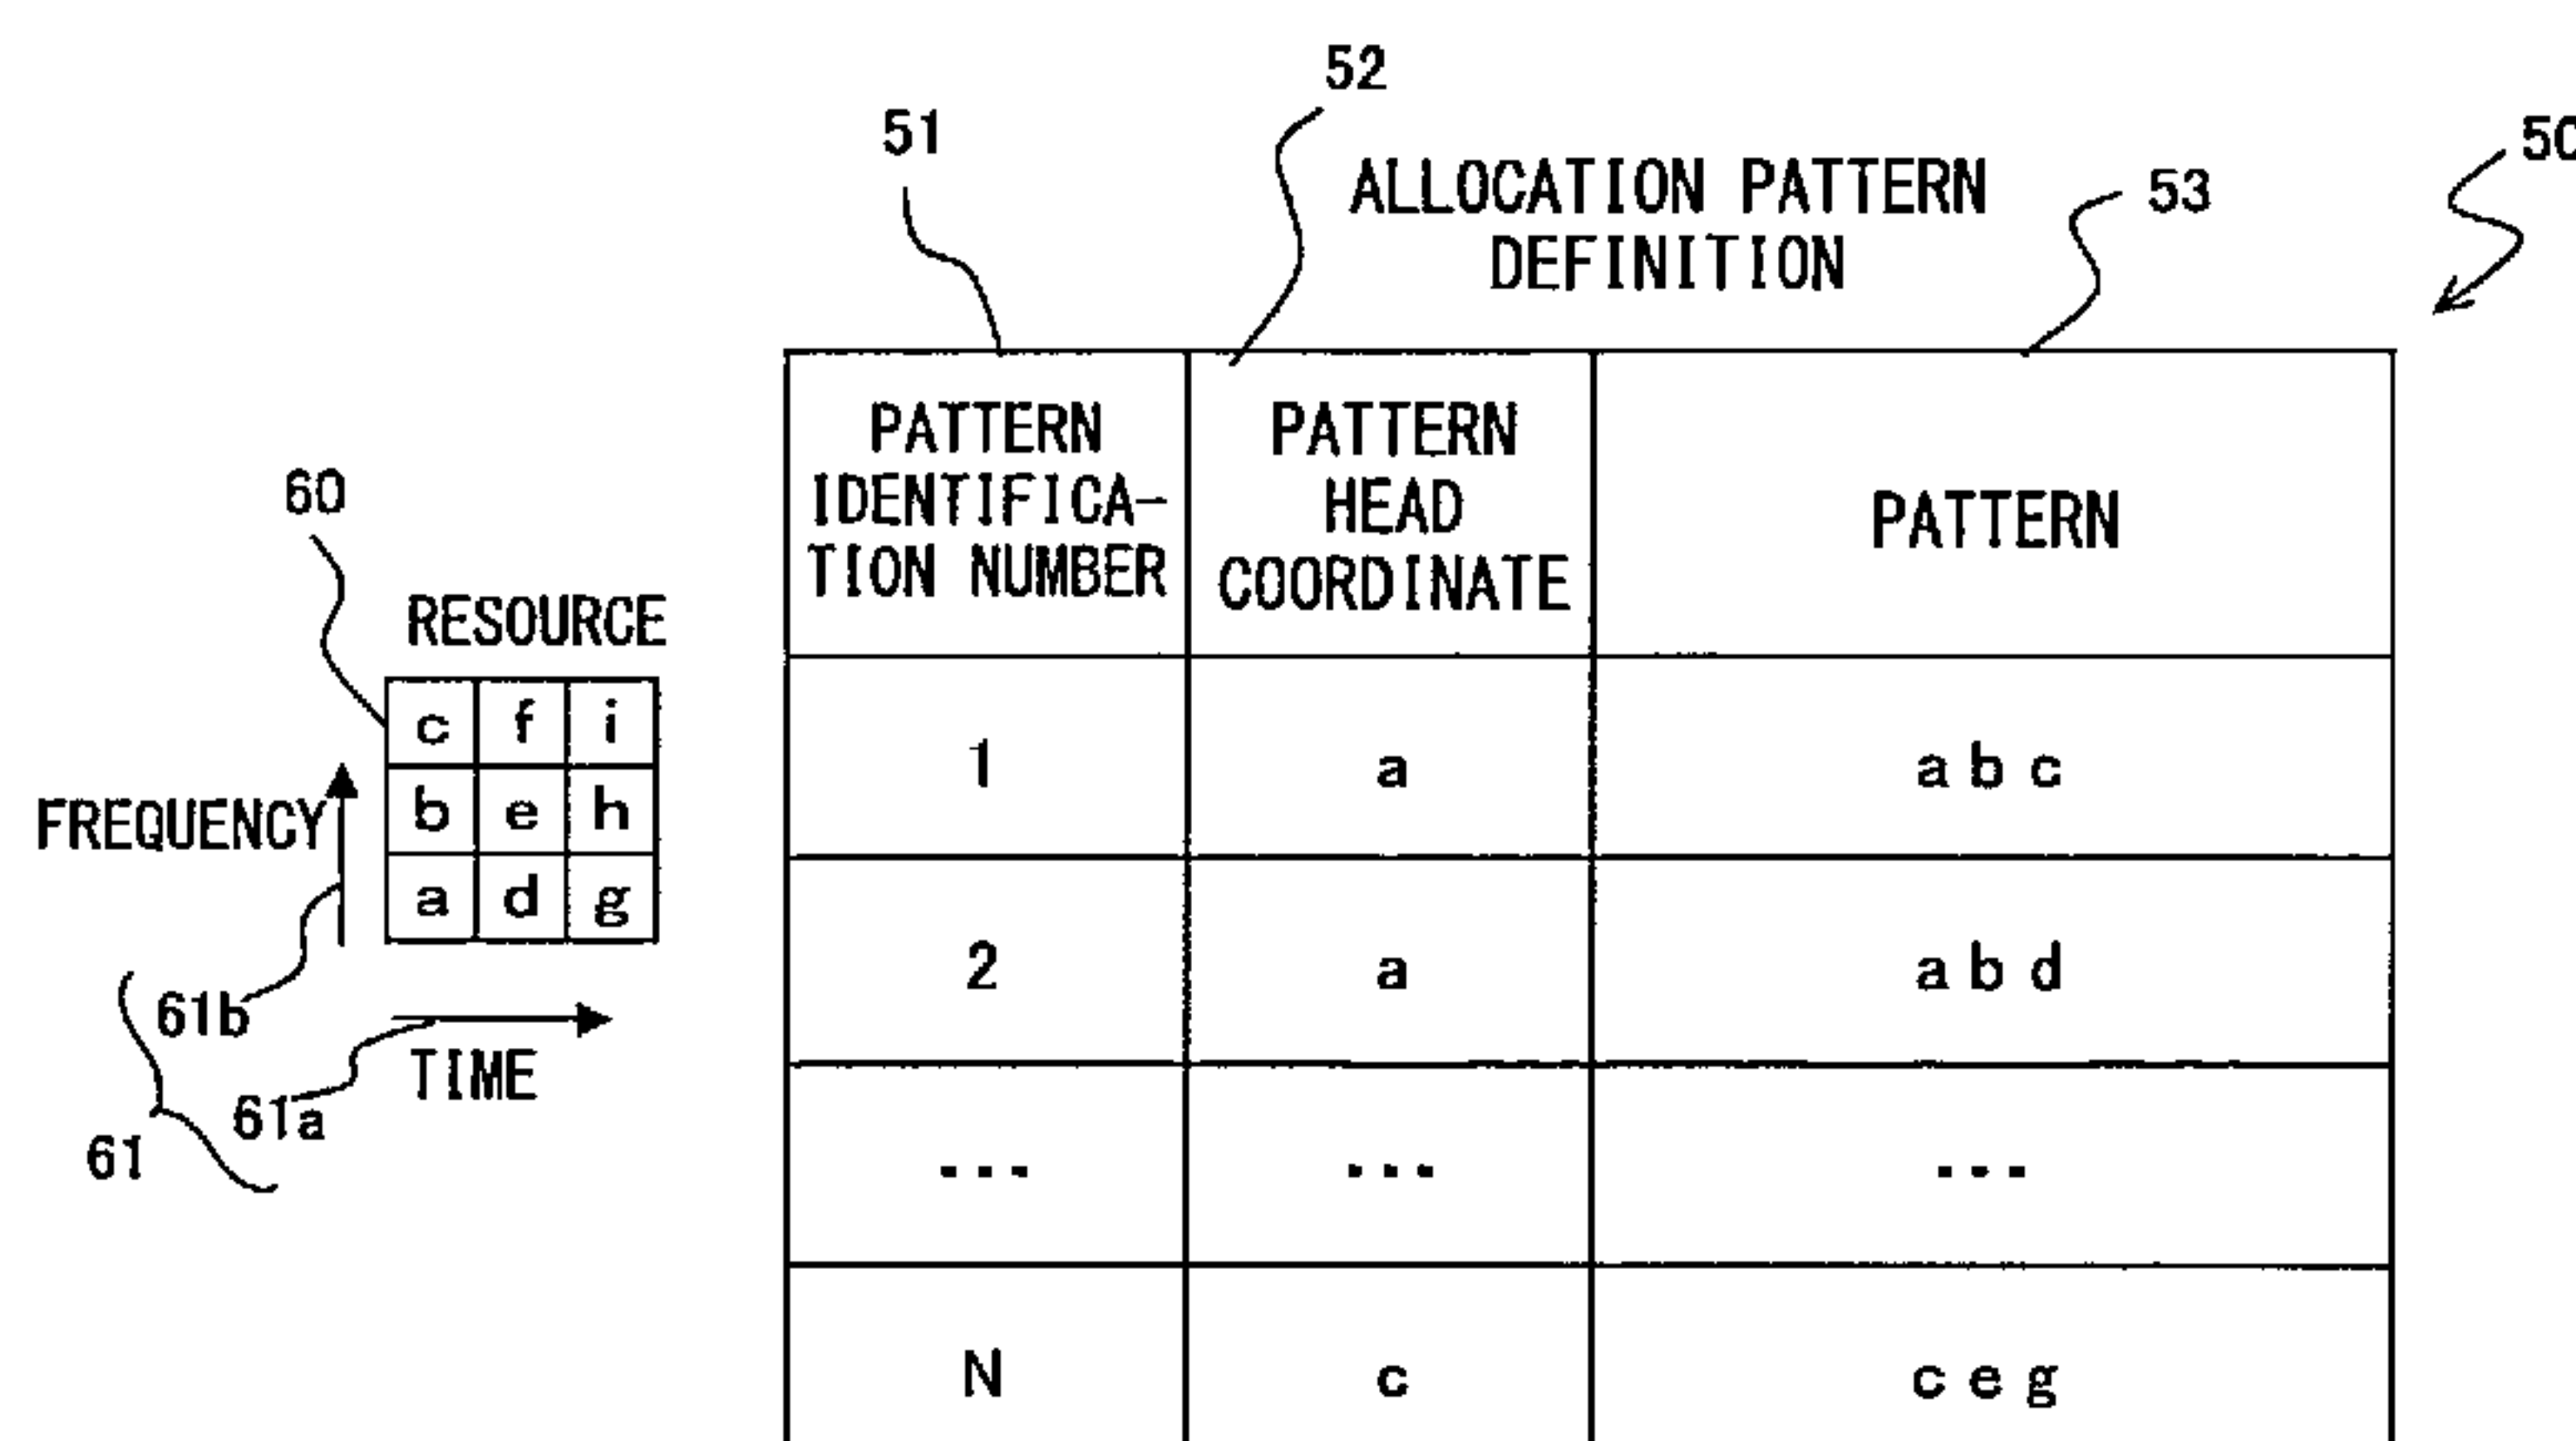 52
51
50
ALLOCATION PATTERN
53
DEFINITION
PATTERN
IDENTIFICA-
TION NUMBER
PATTERN
HEAD
COORDINATE
PATTERN
60
RESOURCE
c f i
b e h
a d g
FREQUENCY
61b
TIME
61a
61
1 a a b c
2 a a b d
... ... ...
N c c e g